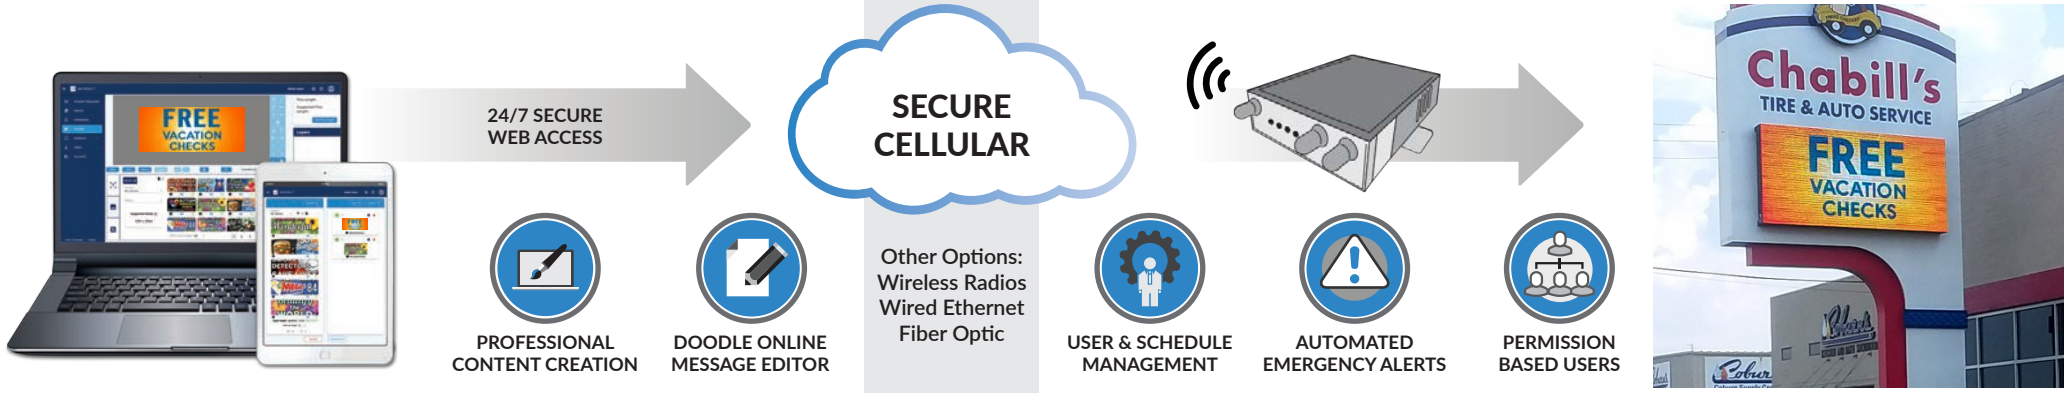 FREE
VACATION
CHECKS
24/7 SECURE
WEB ACCESS
SECURE
CELLULAR
Other Options:
Wireless Radios
Wired Ethernet
Fiber Optic
PROFESSIONAL
CONTENT CREATION
DOODLE ONLINE
MESSAGE EDITOR
USER & SCHEDULE
MANAGEMENT
AUTOMATED
EMERGENCY ALERTS
PERMISSION
BASED USERS
Chabill's
TIRE & AUTO SERVICE
FREE
VACATION
CHECKS
Coburn